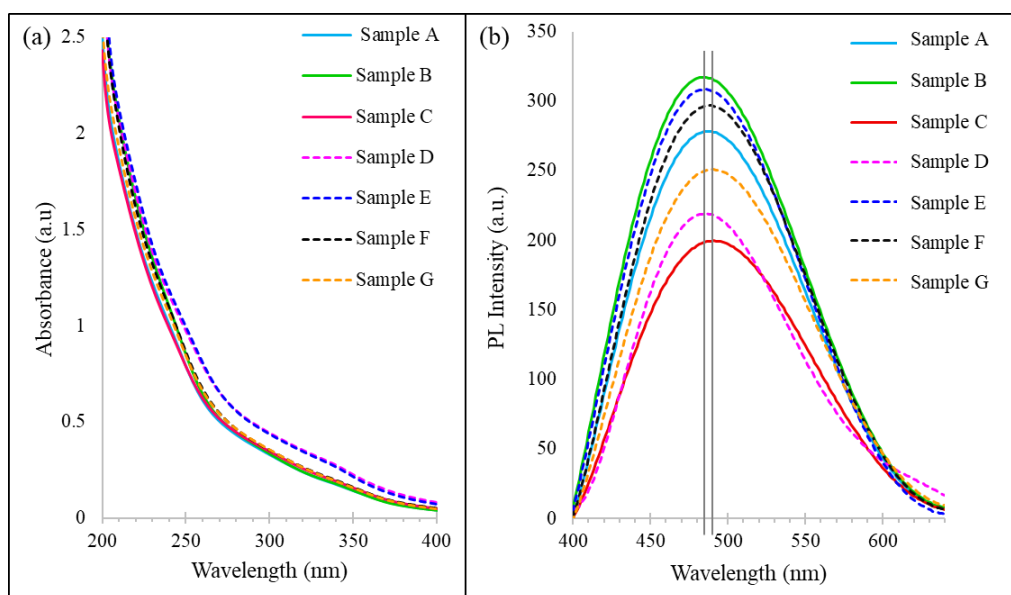 (a)
Absorbance (a.u)
2.5
2
1.5
1
0.5
0
200
250
300
350
400
Wavelength (nm)
Sample A
Sample B
Sample C
Sample D
Sample E
Sample F
Sample G
(b)
PL Intensity (a.u.)
350
300
250
200
150
100
50
0
400
450
500
550
600
Wavelength (nm)
Sample A
Sample B
Sample C
Sample D
Sample E
Sample F
Sample G